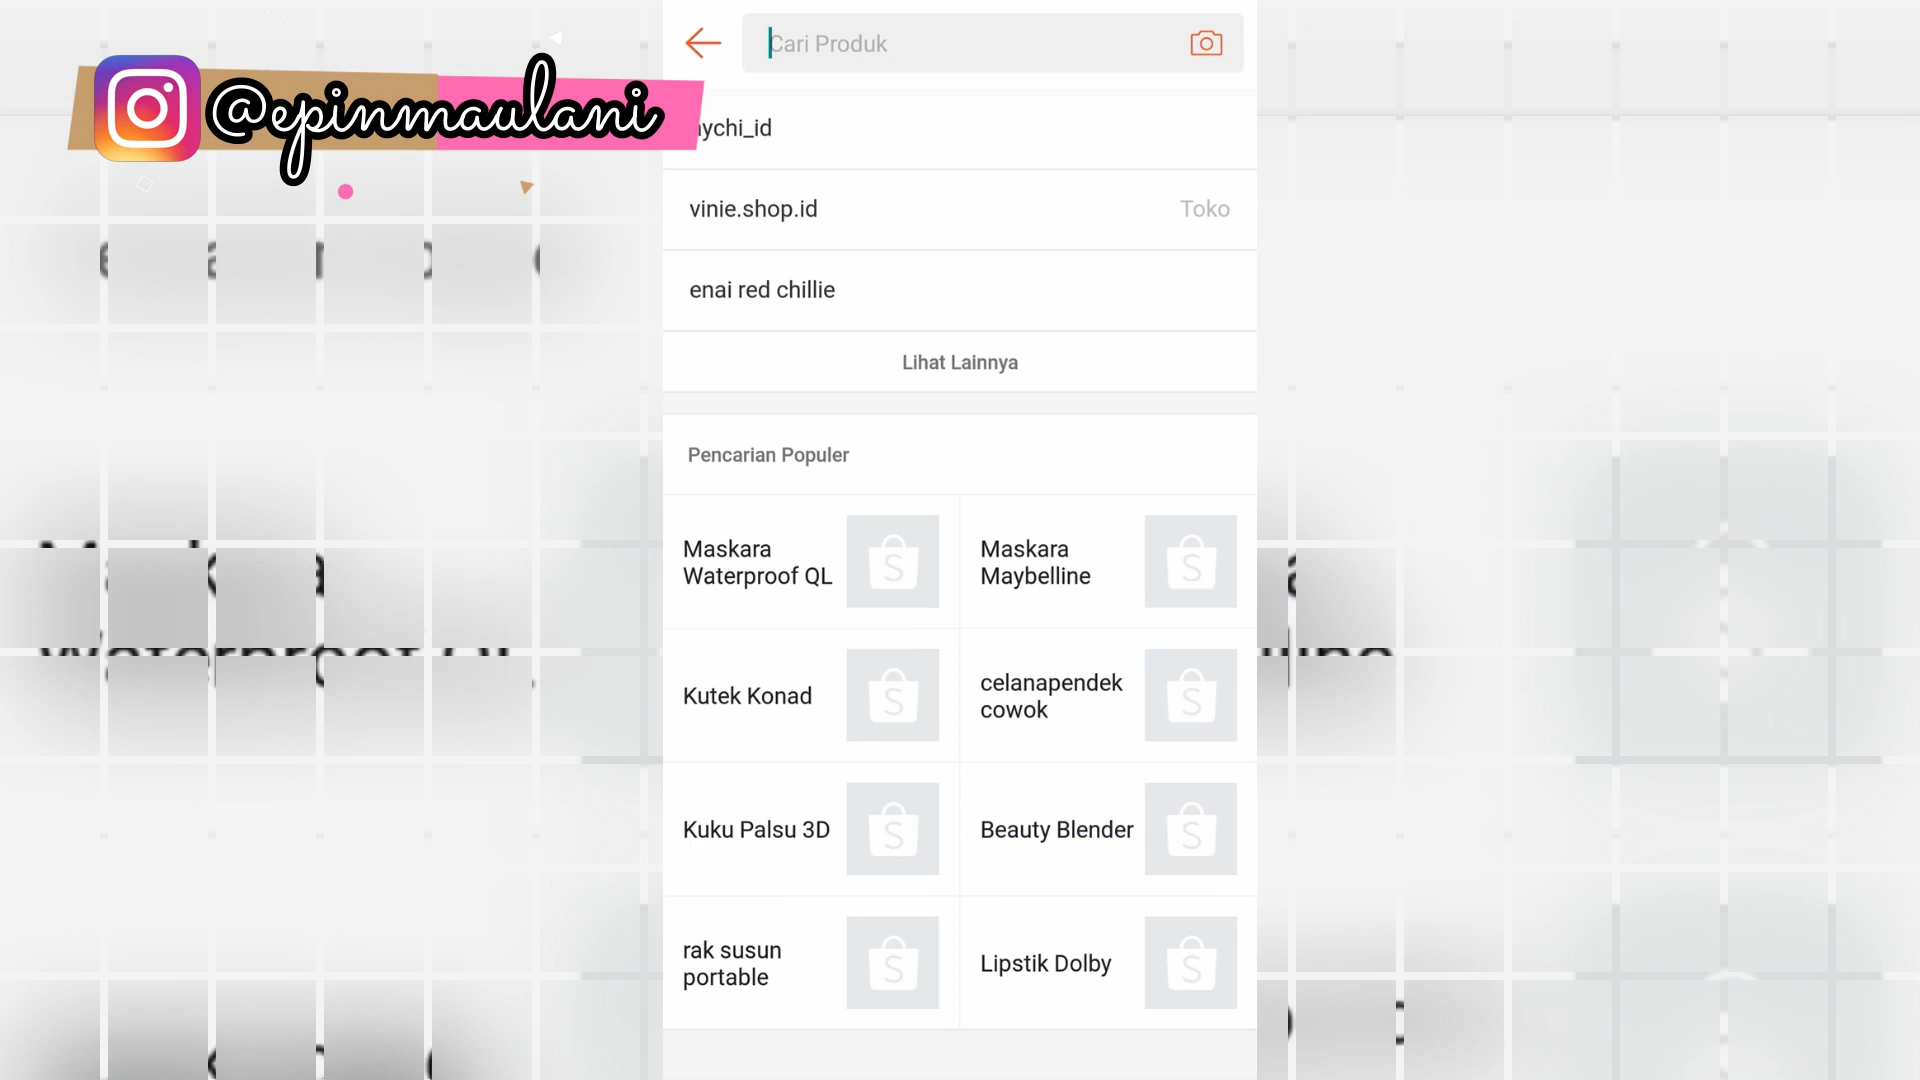 Cari Produk
@epinmaulani
vinie.shop.id
Toko
enai red chillie
Lihat Lainnya
Pencarian Populer
Maskara
Waterproof QL
Maskara
Maybelline
Kutek Konad
celanapendek
cowok
Kuku Palsu 3D
Beauty Blender
rak susun
portable
Lipstik Dolby